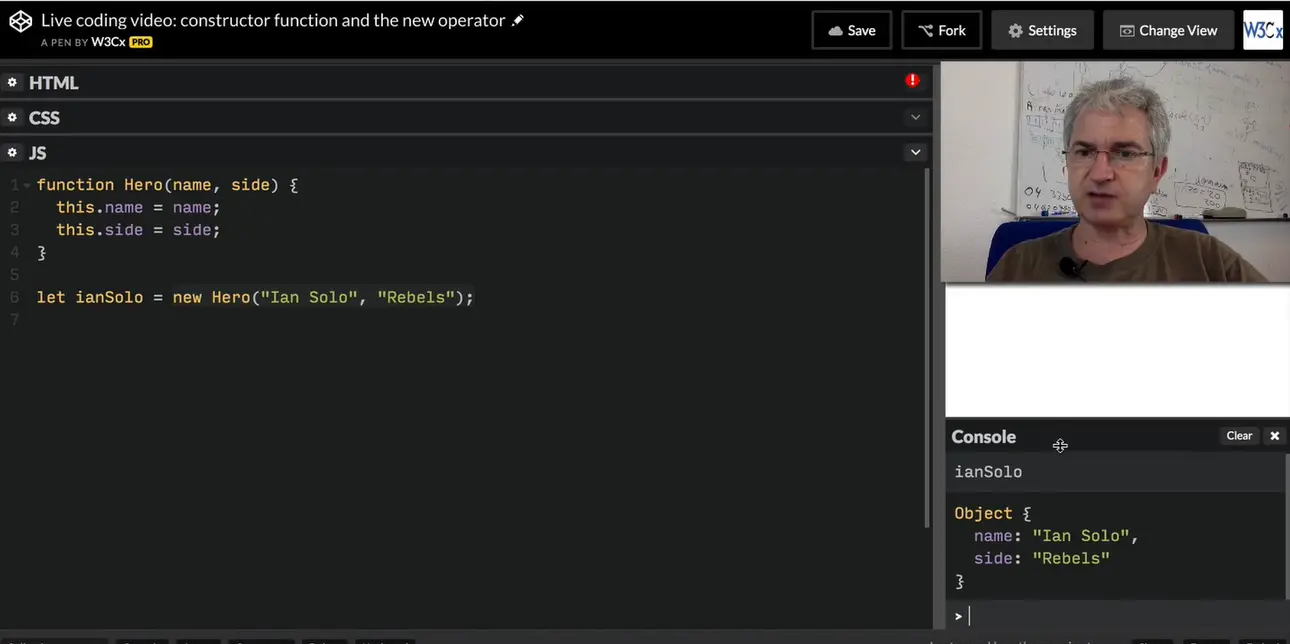 Live coding video: constructor function and the new operator
A PEN BY W3Cx PRO
Save
Fork
Settings
Change View
W3Cx
HTML
CSS
JS
1 function Hero(name, side) {
2 this.name = name;
3 this.side = side;
4 }
5
6 let ianSolo = new Hero("Ian Solo", "Rebels");
7
04
Console
Clear
ianSolo
Object {
name: "Ian Solo",
side: "Rebels"
}
>